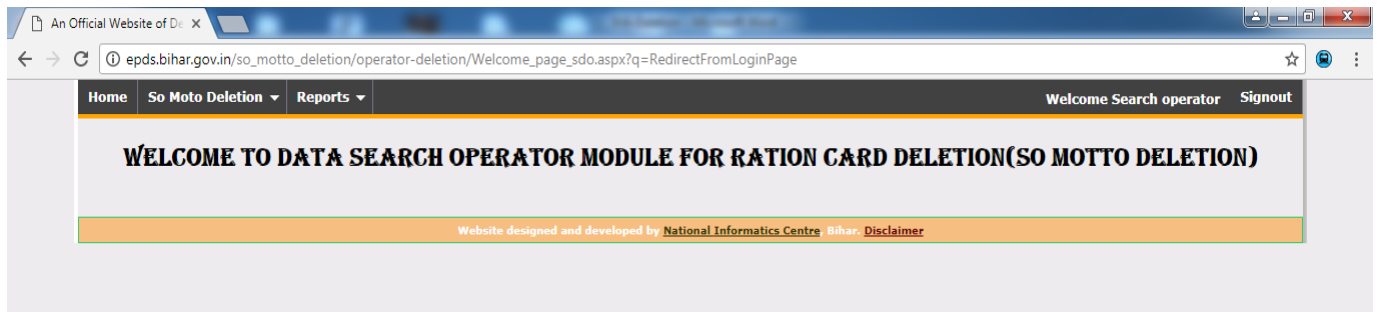 An Official Website of De
epds.bihar.gov.in/so_motto_deletion/operator-deletion/Welcome_page_sdo.aspx?q=RedirectFromLoginPage
Home So Moto Deletion Reports Welcome Search operator Signout
WELCOME TO DATA SEARCH OPERATOR MODULE FOR RATION CARD DELETION(SO MOTTO DELETION)
Website designed and developed by National Informatics Centre, Bihar. Disclaimer